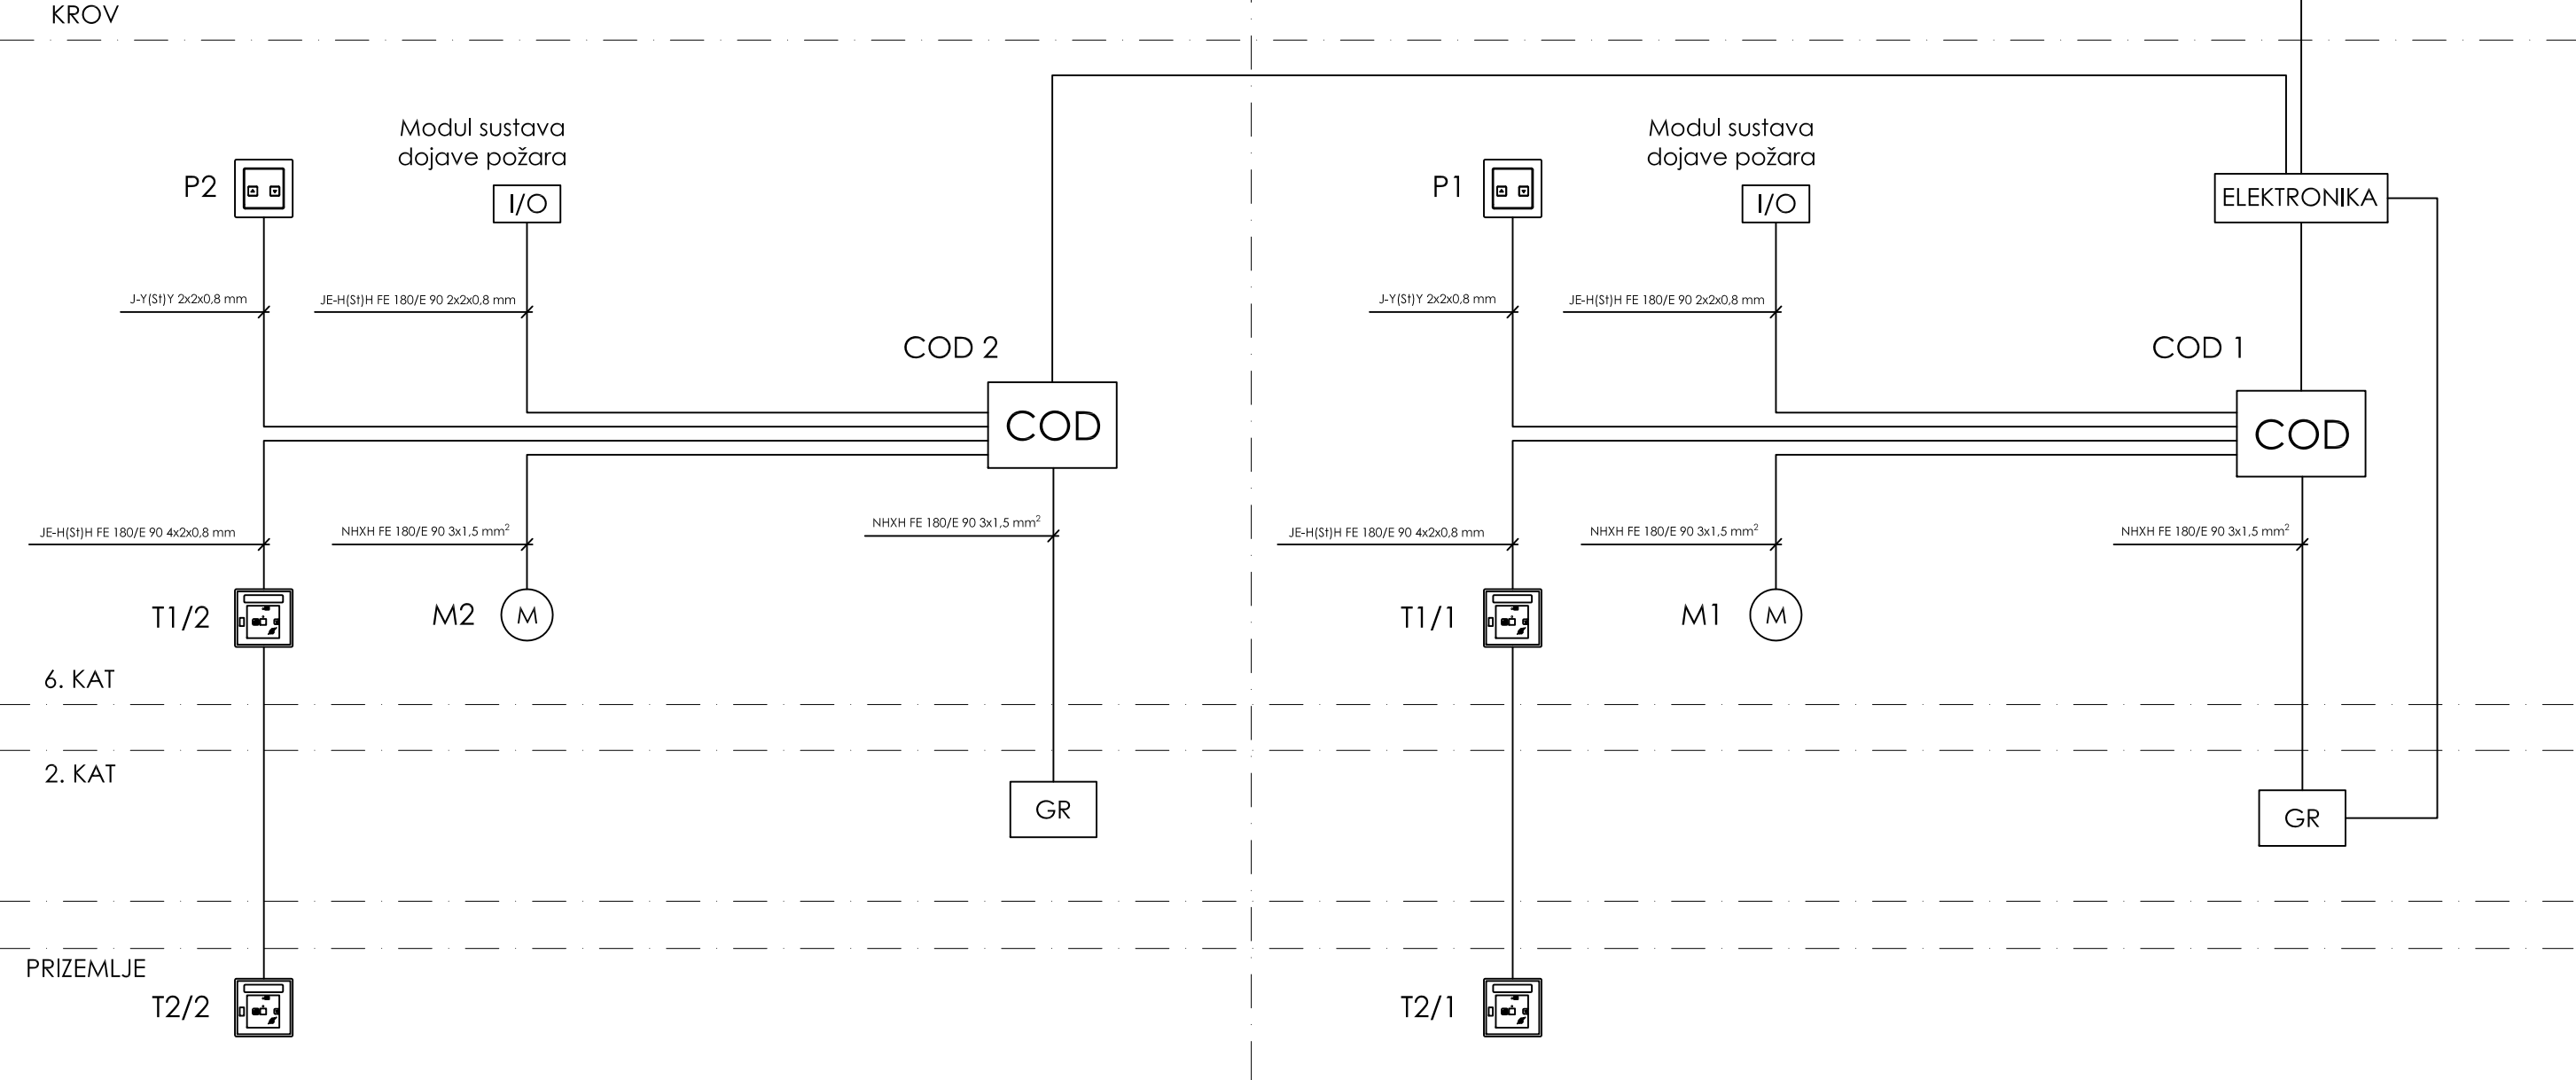 KROV
Modul sustava
dojave požara
P2
I/O
J-Y(St)Y 2x2x0,8 mm
JE-H(St)H FE 180/E 90 2x2x0,8 mm
COD 2
COD
JE-H(St)H FE 180/E 90 4x2x0,8 mm
NHXH FE 180/E 90 3x1,5 mm²
NHXH FE 180/E 90 3x1,5 mm²
T1/2
M2
M
6. KAT
2. KAT
GR
PRIZEMLJE
T2/2
Modul sustava
dojave požara
P1
I/O
ELEKTRONIKA
J-Y(St)Y 2x2x0,8 mm
JE-H(St)H FE 180/E 90 2x2x0,8 mm
COD 1
COD
JE-H(St)H FE 180/E 90 4x2x0,8 mm
NHXH FE 180/E 90 3x1,5 mm²
NHXH FE 180/E 90 3x1,5 mm²
T1/1
M1
M
GR
T2/1